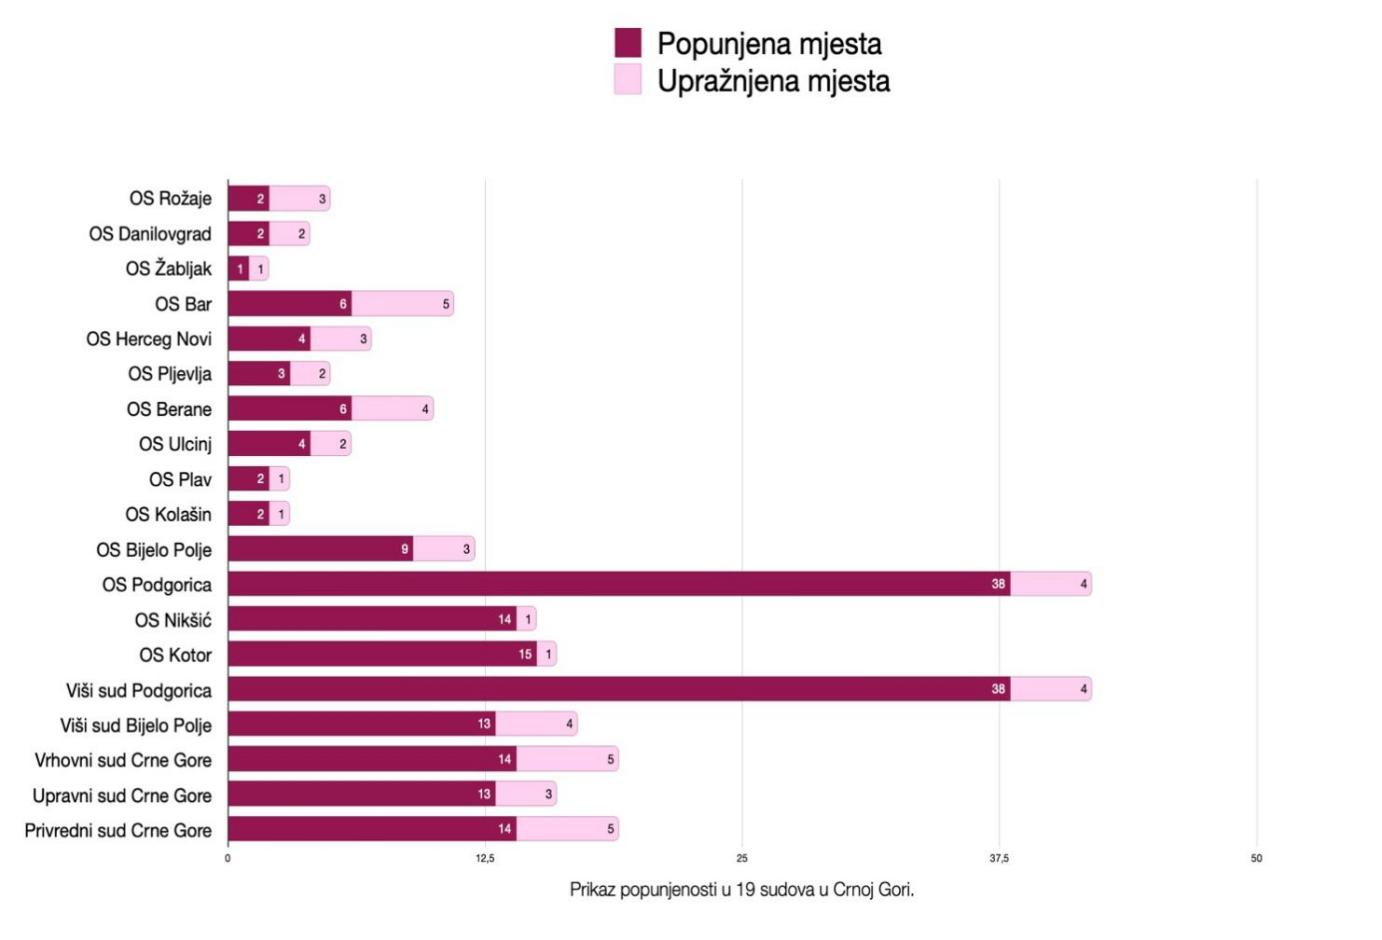 Popunjena mjesta
Upražnjena mjesta
OS Rožaje 2 3
OS Danilovgrad 2 2
OS Žabljak 1 1
OS Bar 6 5
OS Herceg Novi 4 3
OS Pljevlja 3 2
OS Berane 6 4
OS Ulcinj 4 2
OS Plav 2 1
OS Kolašin 2 1
OS Bijelo Polje 9 3
OS Podgorica 38 4
OS Nikšić 14 1
OS Kotor 15 1
Viši sud Podgorica 38 4
Viši sud Bijelo Polje 13 4
Vrhovni sud Crne Gore 14 5
Upravni sud Crne Gore 13 3
Privredni sud Crne Gore 14 5
0 12,5 25 37,5 50
Prikaz popunjenosti u 19 sudova u Crnoj Gori.